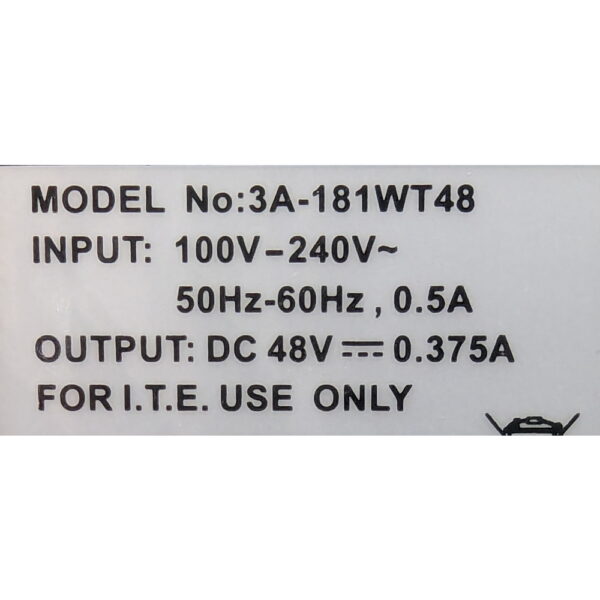 MODEL No:3A-181WT48
INPUT: 100V-240V~
50Hz-60Hz, 0.5A
OUTPUT: DC 48V ⎓ 0.375A
FOR I.T.E. USE ONLY